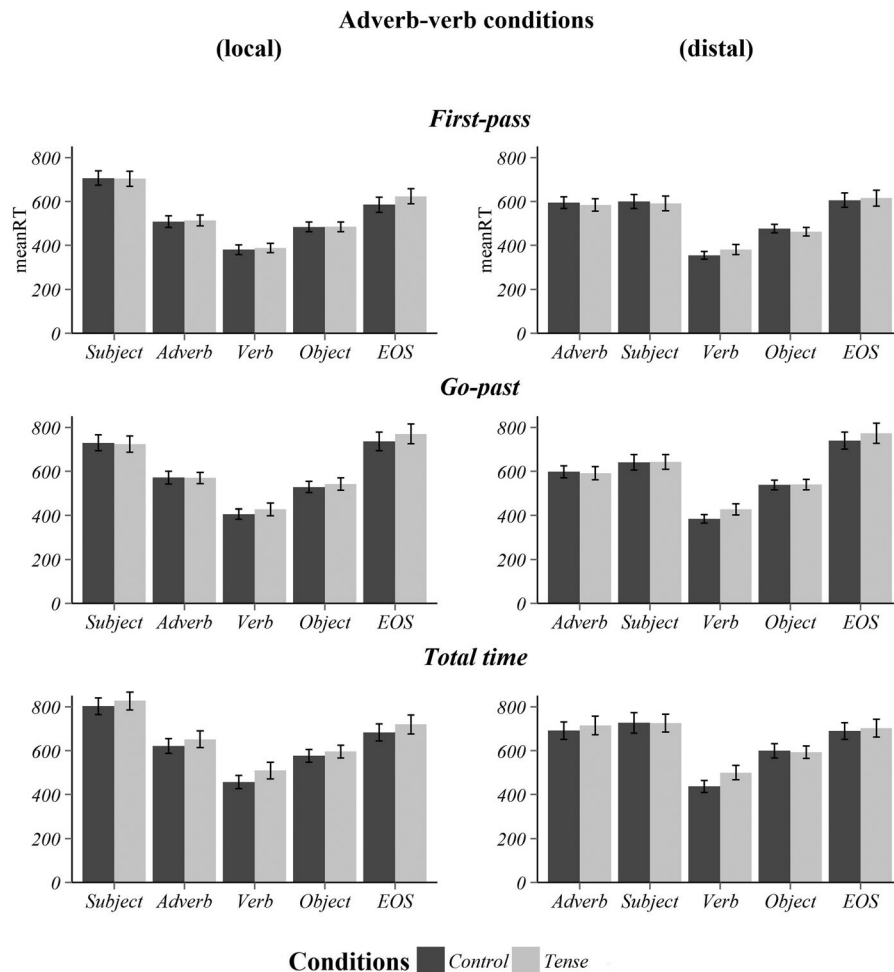 Adverb-verb conditions
(local) (distal)
First-pass
meanRT
800
600
400
200
0
Subject Adverb Verb Object EOS
meanRT
800
600
400
200
0
Adverb Subject Verb Object EOS
Go-past
800
600
400
200
0
Subject Adverb Verb Object EOS
800
600
400
200
0
Adverb Subject Verb Object EOS
Total time
800
600
400
200
0
Subject Adverb Verb Object EOS
800
600
400
200
0
Adverb Subject Verb Object EOS
Conditions Control Tense